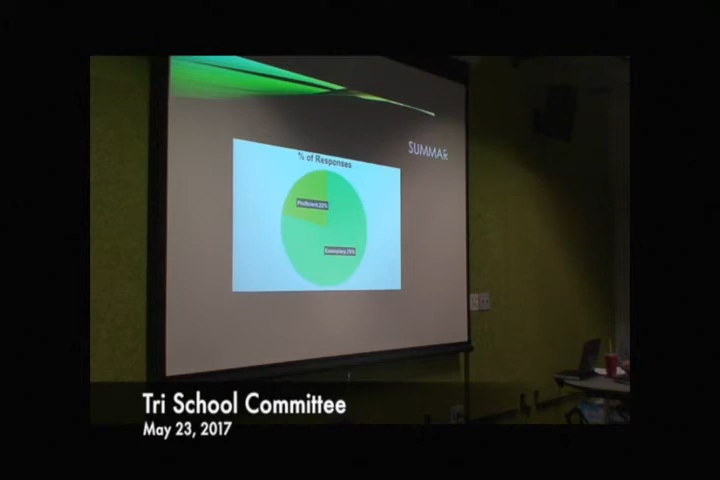 SUMMAR
% of Responses
Tri School Committee
May 23, 2017